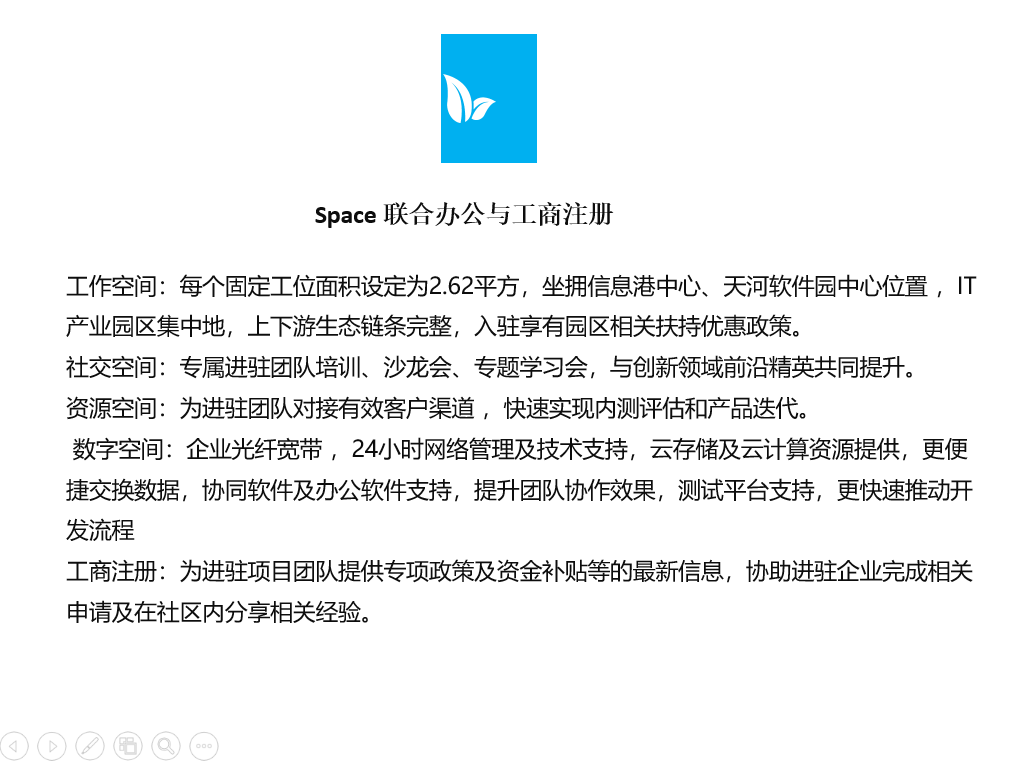 Space 联合办公与工商注册
工作空间：每个固定工位面积设定为2.62平方，坐拥信息港中心、天河软件园中心位置 ，IT
产业园区集中地，上下游生态链条完整，入驻享有园区相关扶持优惠政策。
社交空间：专属进驻团队培训、沙龙会、专题学习会，与创新领域前沿精英共同提升。
资源空间：为进驻团队对接有效客户渠道 ，快速实现内测评估和产品迭代。
数字空间：企业光纤宽带 ，24小时网络管理及技术支持，云存储及云计算资源提供，更便
捷交换数据，协同软件及办公软件支持，提升团队协作效果，测试平台支持，更快速推动开
发流程
工商注册：为进驻项目团队提供专项政策及资金补贴等的最新信息，协助进驻企业完成相关
申请及在社区内分享相关经验。